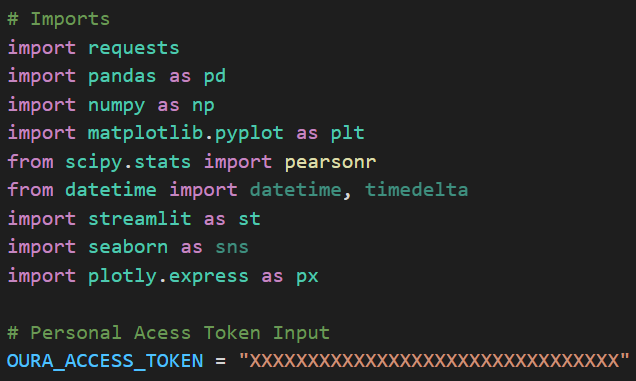 # Imports
import requests
import pandas as pd
import numpy as np
import matplotlib.pyplot as plt
from scipy.stats import pearsonr
from datetime import datetime, timedelta
import streamlit as st
import seaborn as sns
import plotly.express as px
# Personal Acess Token Input
OURA_ACCESS_TOKEN = "XXXXXXXXXXXXXXXXXXXXXXXXXXXXXXXX"